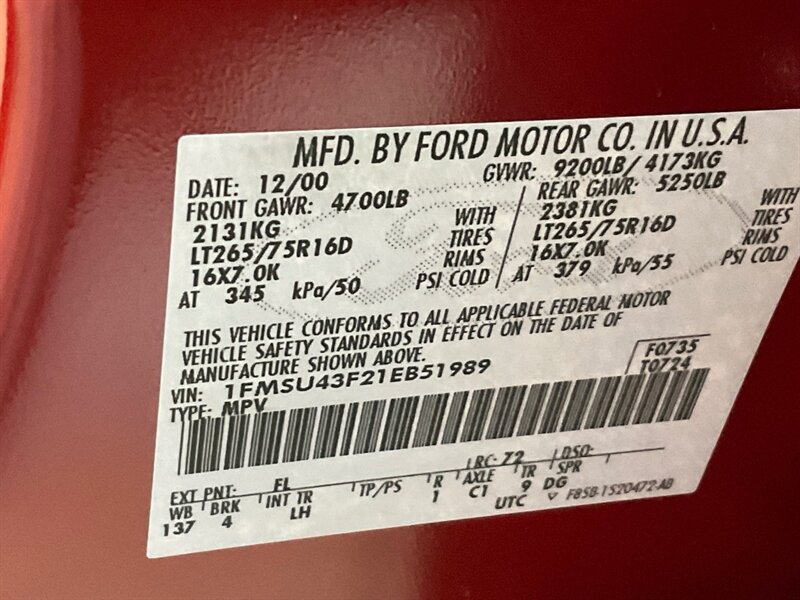 MFD. BY FORD MOTOR CO. IN U.S.A.
DATE: 12/00 GVWR: 9200LB/ 4173KG
FRONT GAWR: 4700LB REAR GAWR: 5250LB
2131KG WITH 2381KG WITH
LT265/75R16D TIRES LT265/75R16D TIRES
16X7.0K RIMS 16X7.0K RIMS
AT 345 kPa/50 PSI COLD AT 379 kPa/55 PSI COLD
THIS VEHICLE CONFORMS TO ALL APPLICABLE FEDERAL MOTOR
VEHICLE SAFETY STANDARDS IN EFFECT ON THE DATE OF
MANUFACTURE SHOWN ABOVE.
VIN: 1FMSU43F21EB51989 F0735
TYPE: MPV T0724
EXT PNT: FL RC: 72 DSO:
WB BRK INT TR TP/PS R AXLE TR SPR
137 4 LH 1 C1 9 DG
UTC ▽ F85B-1520472-AB